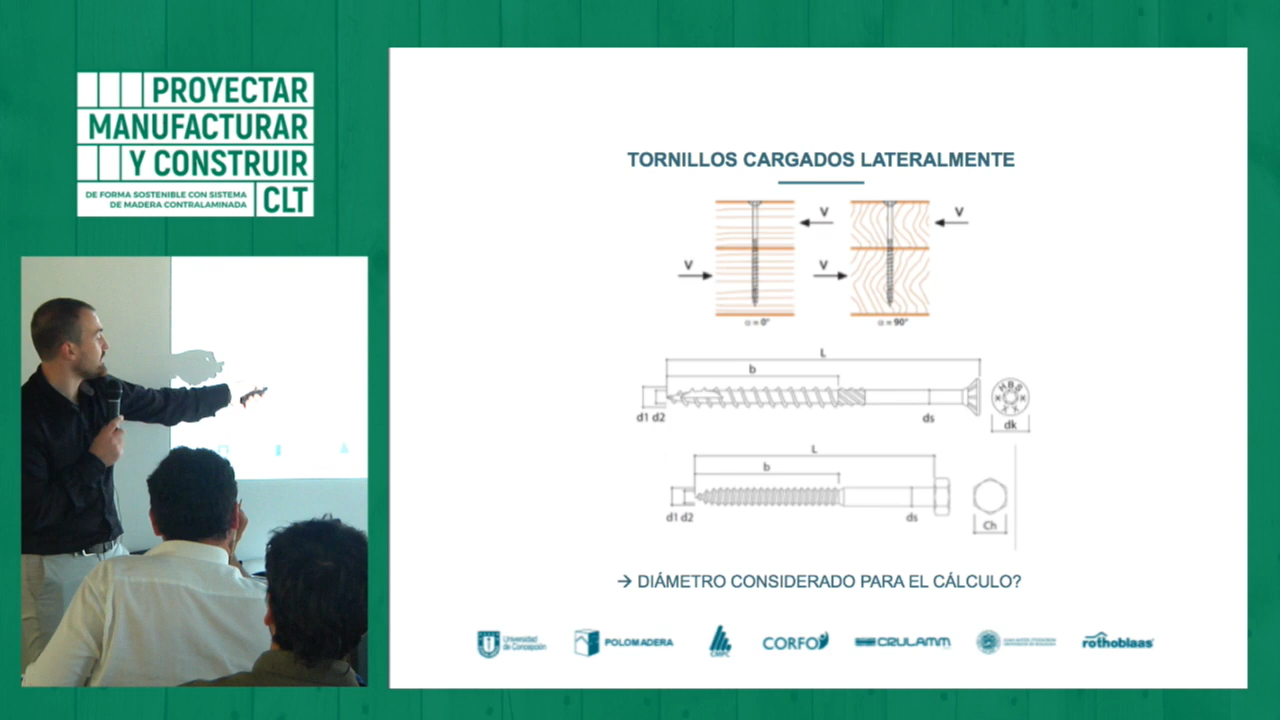 PROYECTAR
MANUFACTURAR
Y CONSTRUIR
DE FORMA SOSTENIBLE CON SISTEMA
DE MADERA CONTRALAMINADA
CLT
TORNILLOS CARGADOS LATERALMENTE
V
V
V
V
α = 0°
α = 90°
L
b
d1 d2
ds
HBS
dk
L
b
d1 d2
ds
Ch
→ DIÁMETRO CONSIDERADO PARA EL CÁLCULO?
Universidad
de Concepción
POLOMADERA
CMPC
CORFO
CRULAMM
rothoblaas